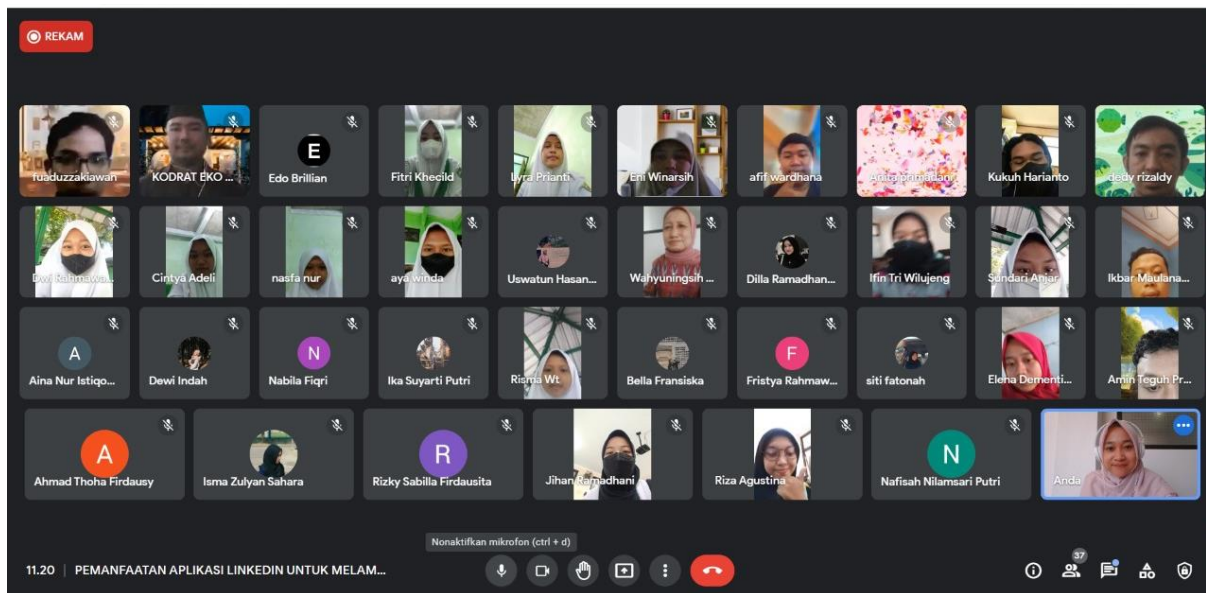 REKAM
fuaduzzakiawan
KODRAT EKO ...
E
Edo Brillian
Fitri Khecild
Lyra Prianti
Eni Winarsih
afif wardhana
Anita primadani
Kukuh Harianto
dedy rizaldy
Dwi Rahmawa...
Cintya Adeli
nasfa nur
aya winda
Uswatun Hasan...
Wahyuningsih ...
Dilla Ramadhan...
Ifin Tri Wilujeng
Sundari Anjar
Ikbar Maulana...
A
Aina Nur Istiqo...
Dewi Indah
N
Nabila Fiqri
Ika Suyarti Putri
Risma Wt
Bella Fransiska
F
Fristya Rahmaw...
siti fatonah
Elena Dementi...
Amin Teguh Pr...
A
Ahmad Thoha Firdausy
Isma Zulyan Sahara
R
Rizky Sabilla Firdausita
Jihan Ramadhani
Riza Agustina
N
Nafisah Nilamsari Putri
Anda
Nonaktifkan mikrofon (ctrl + d)
11.20 | PEMANFAATAN APLIKASI LINKEDIN UNTUK MELAM...
37